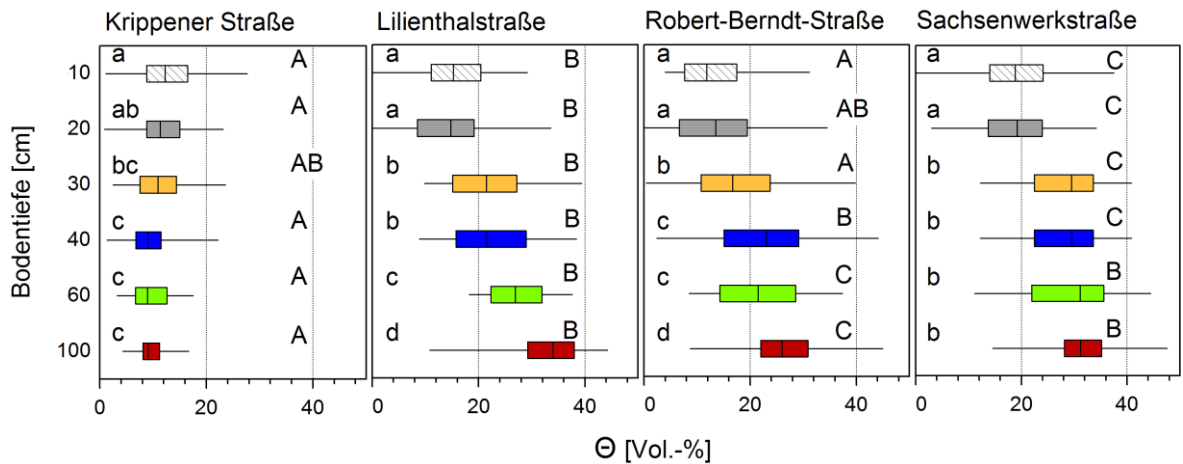 Krippener Straße Lilienthalstraße Robert-Berndt-Straße Sachsenwerkstraße
Bodentiefe [cm]
10 a A a B a A a C
20 ab A a B a AB a C
30 bc AB b B b A b C
40 c A b B c B b C
60 c A c B c C b B
100 c A d B d C b B
0 20 40 0 20 40 0 20 40 0 20 40
Θ [Vol.-%]